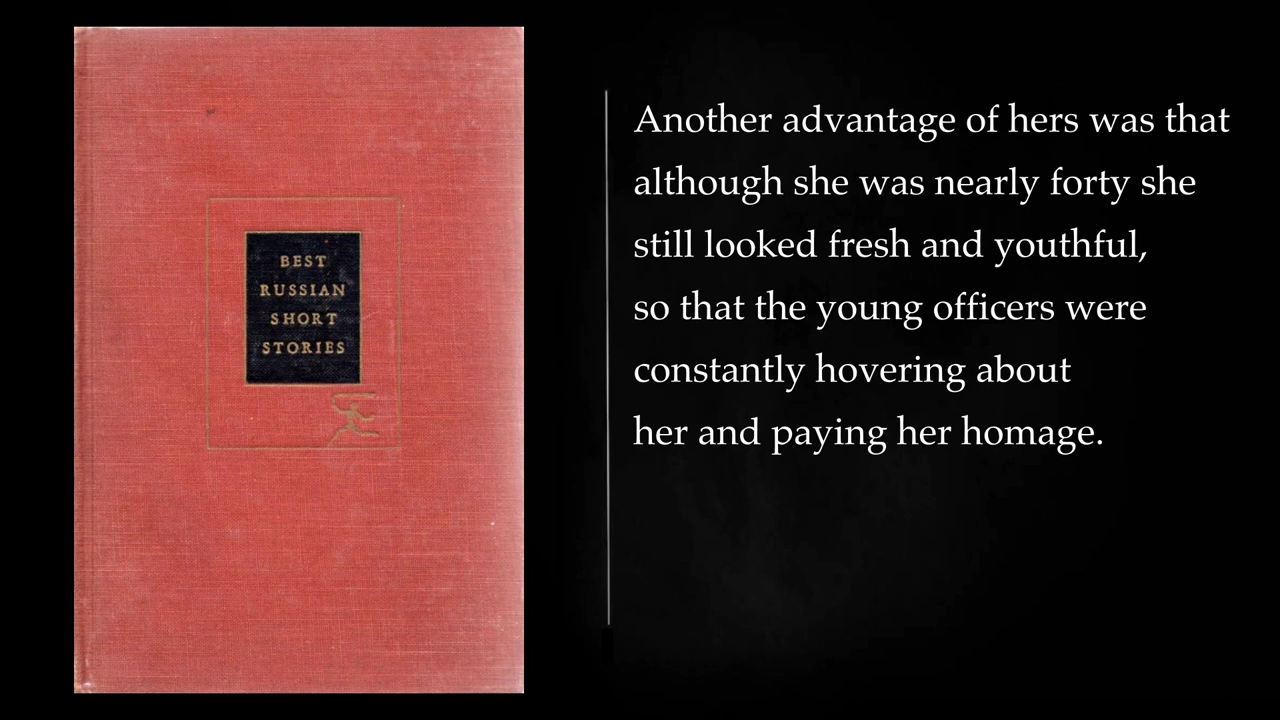 BEST
RUSSIAN
SHORT
STORIES
Another advantage of hers was that
although she was nearly forty she
still looked fresh and youthful,
so that the young officers were
constantly hovering about
her and paying her homage.